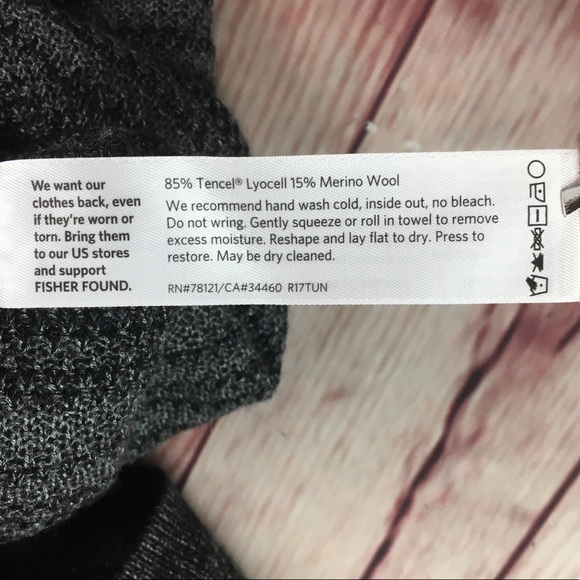 We want our
clothes back, even
if they're worn or
torn. Bring them
to our US stores
and support
FISHER FOUND.
85% Tencel® Lyocell 15% Merino Wool
We recommend hand wash cold, inside out, no bleach.
Do not wring. Gently squeeze or roll in towel to remove
excess moisture. Reshape and lay flat to dry. Press to
restore. May be dry cleaned.
RN#78121/CA#34460 R17TUN